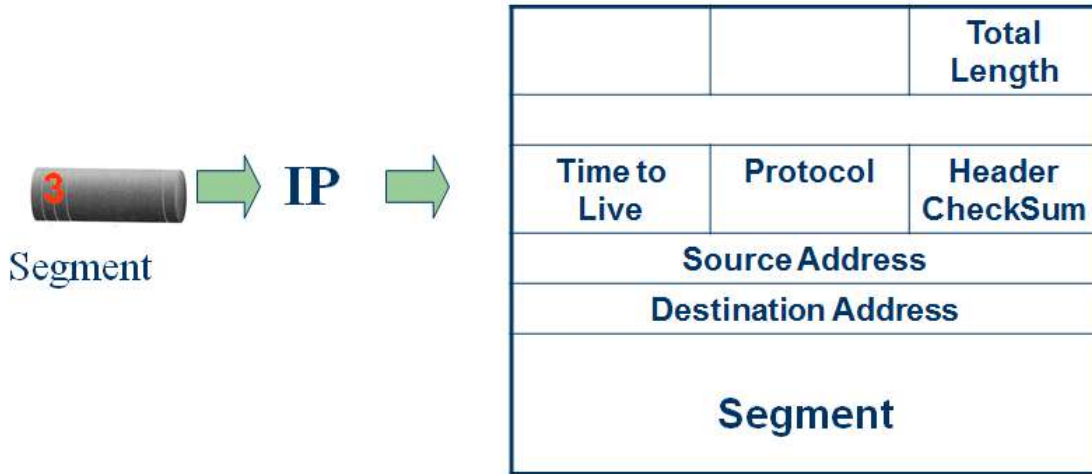 Total
Length
3
IP
Time to
Live
Protocol
Header
CheckSum
Segment
Source Address
Destination Address
Segment